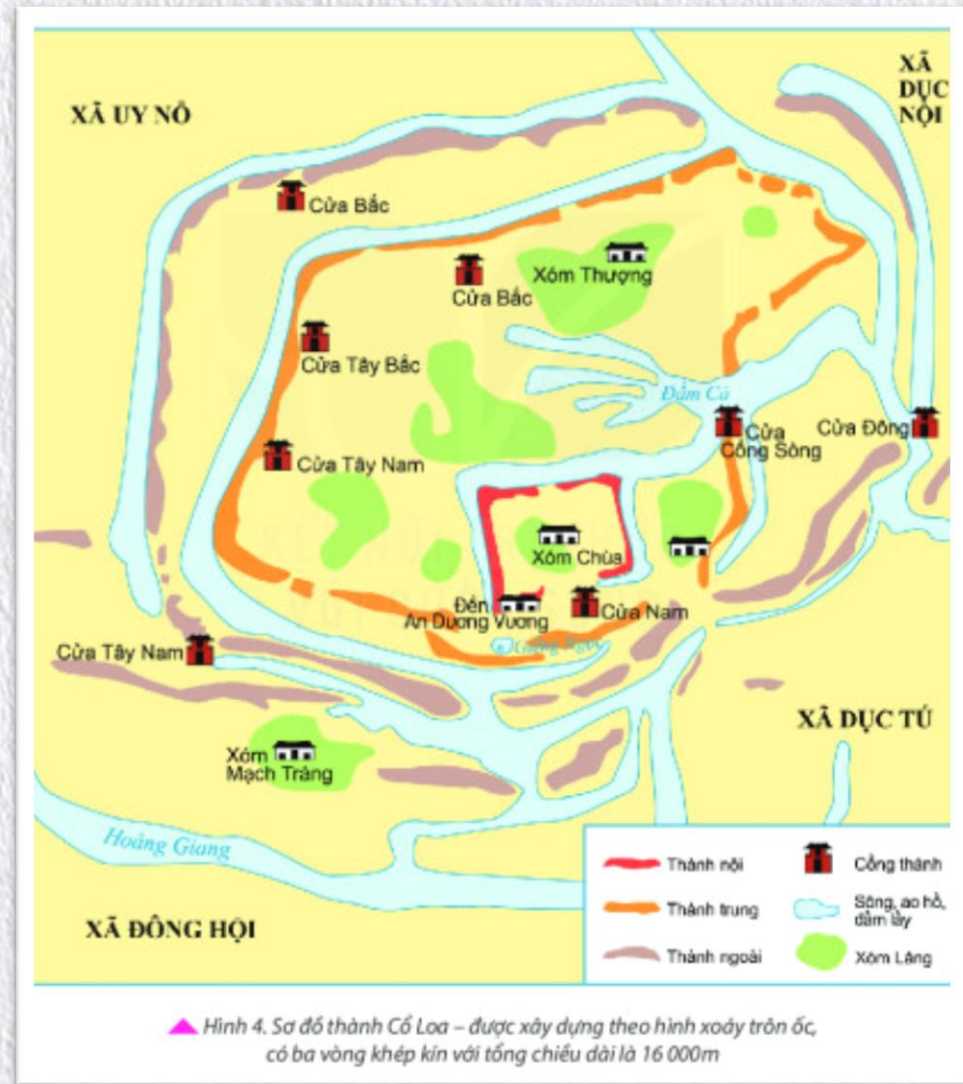 XÃ UY NỖ
XÃ
DỤC
NỘI
Cửa Bắc
Cửa Bắc
Xóm Thượng
Cửa Tây Bắc
Đầm Cả
Cửa Tây Nam
Cửa
Cống Sòng
Cửa Đông
Xóm Chùa
Đền
An Dương Vương
Cửa Nam
Giếng Ngọc
Cửa Tây Nam
XÃ DỤC TÚ
Xóm
Mạch Tràng
Hoàng Giang
XÃ ĐÔNG HỘI
Thành nội
Cổng thành
Thành trung
Sông, ao hồ,
đầm lầy
Thành ngoài
Xóm Làng
Hình 4. Sơ đồ thành Cổ Loa – được xây dựng theo hình xoáy trôn ốc,
có ba vòng khép kín với tổng chiều dài là 16 000m